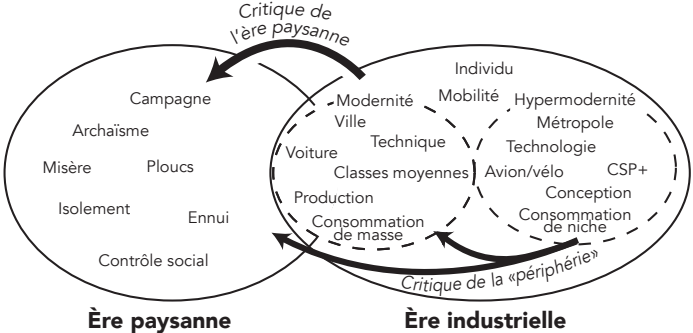 Critique de
l'ère paysanne
Campagne
Archaïsme
Misère
Ploucs
Isolement
Ennui
Contrôle social
Individu
Mobilité
Modernité
Ville
Technique
Voiture
Classes moyennes
Production
Consommation
de masse
Hypermodernité
Métropole
Technologie
Avion/vélo
CSP+
Conception
Consommation
de niche
Critique de la «périphérie»
Ère paysanne
Ère industrielle